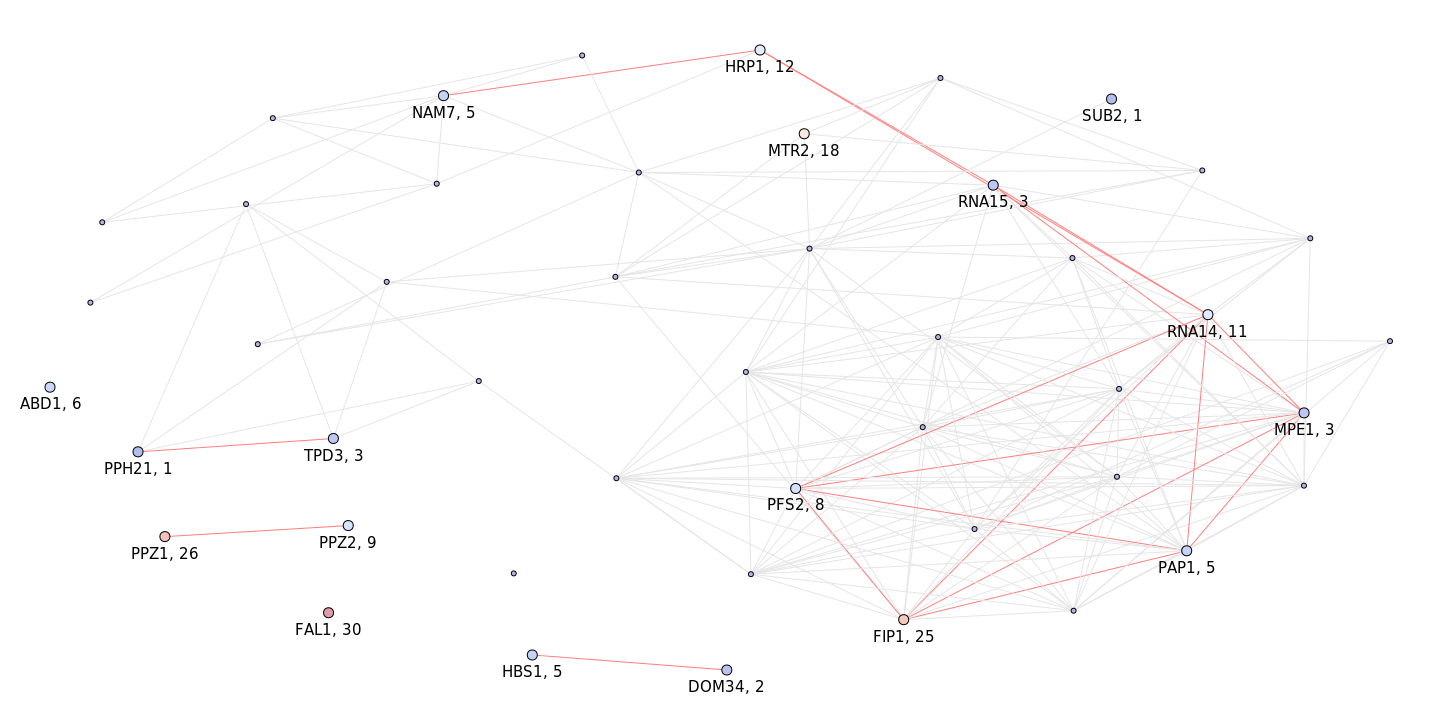 HRP1, 12
NAM7, 5
SUB2, 1
MTR2, 18
RNA15, 3
RNA14, 11
ABD1, 6
MPE1, 3
TPD3, 3
PPH21, 1
PFS2, 8
PPZ2, 9
PPZ1, 26
PAP1, 5
FAL1, 30
FIP1, 25
HBS1, 5
DOM34, 2